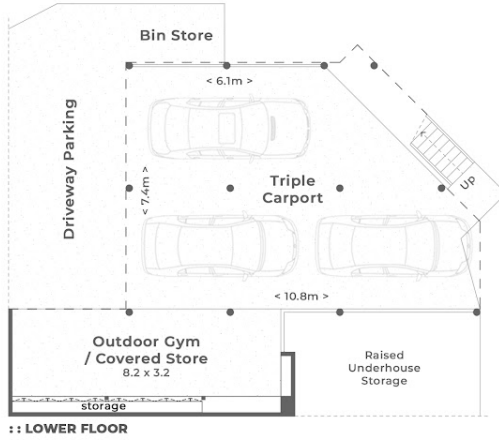 Bin Store
< 6.1m >
Driveway Parking
< 7.4m >
Triple
Carport
UP
< 10.8m >
Outdoor Gym
/ Covered Store
8.2 x 3.2
Raised
Underhouse
Storage
storage
: : LOWER FLOOR